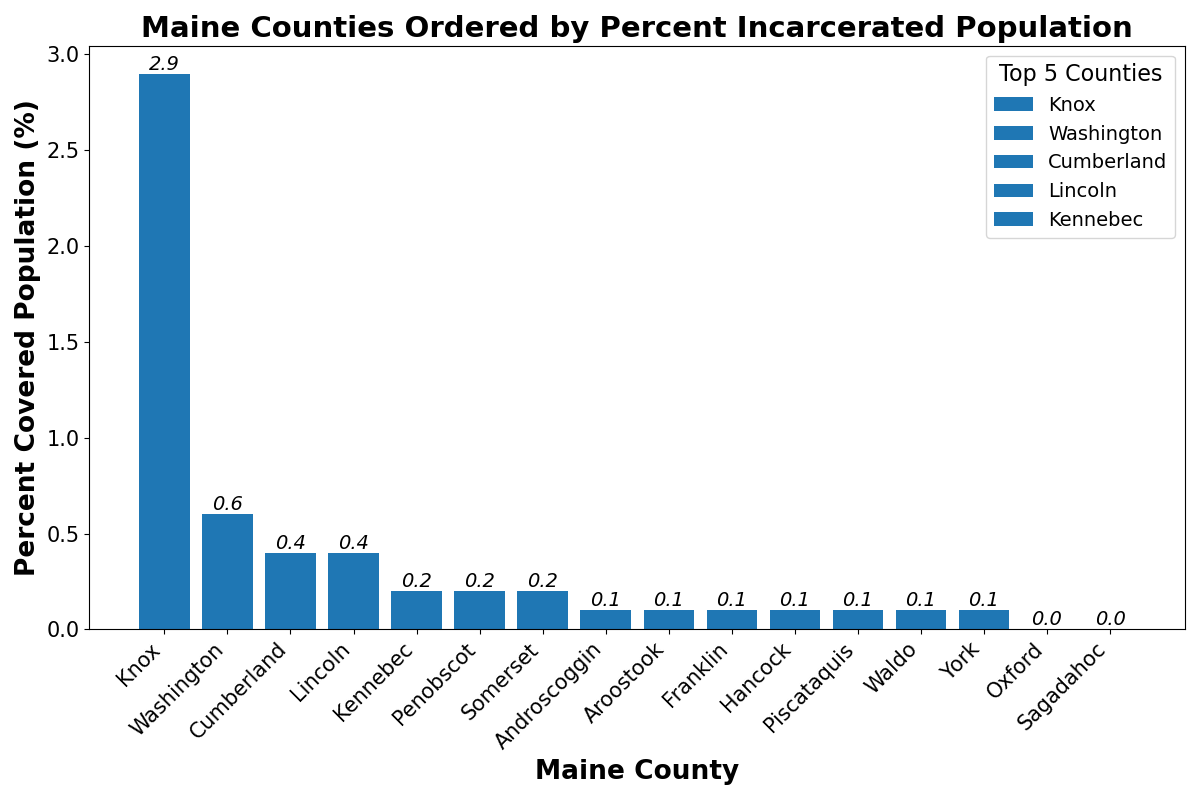 Maine Counties Ordered by Percent Incarcerated Population
Percent Covered Population (%)
3.0
2.5
2.0
1.5
1.0
0.5
0.0
2.9
0.6
0.4
0.4
0.2
0.2
0.2
0.1
0.1
0.1
0.1
0.1
0.1
0.1
0.0
0.0
Top 5 Counties
Knox
Washington
Cumberland
Lincoln
Kennebec
Knox
Washington
Cumberland
Lincoln
Kennebec
Penobscot
Somerset
Androscoggin
Aroostook
Franklin
Hancock
Piscataquis
Waldo
York
Oxford
Sagadahoc
Maine County